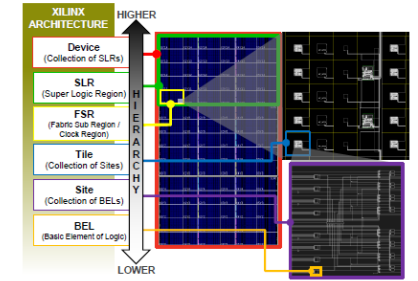 XILINX
ARCHITECTURE
HIGHER
Device
(Collection of SLRs)
SLR
(Super Logic Region)
FSR
(Fabric Sub Region /
Clock Region)
Tile
(Collection of Sites)
Site
(Collection of BELs)
BEL
(Basic Element of Logic)
HIERARCHY
LOWER